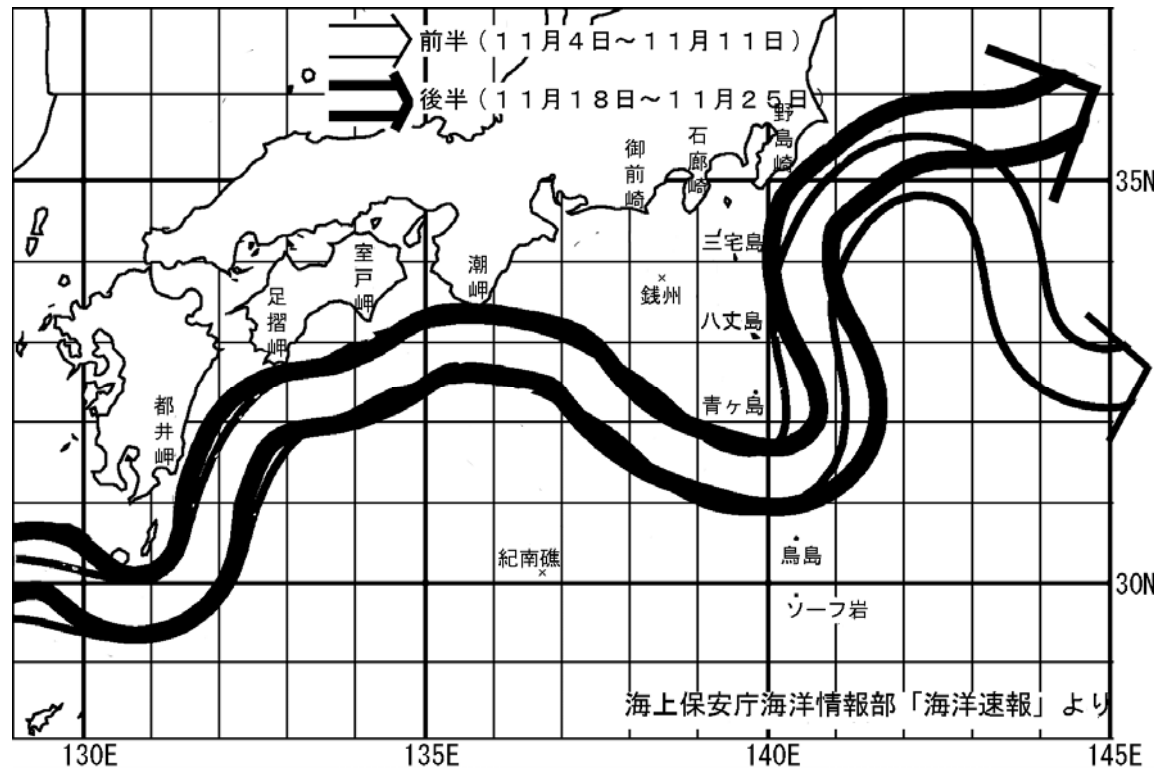 前半（１１月４日～１１月１１日）
後半（１１月１８日～１１月２５日）
野島崎
石廊崎
御前崎
35N
三宅島
室戸岬
潮岬
銭州
足摺岬
八丈島
青ヶ島
都井岬
鳥島
紀南礁
30N
ソーフ岩
海上保安庁海洋情報部「海洋速報」より
130E
135E
140E
145E